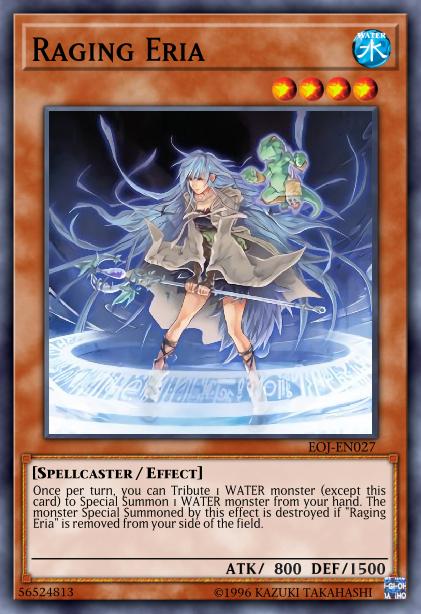 Raging Eria
WATER
水
EOJ-EN027
[Spellcaster / Effect]
Once per turn, you can Tribute 1 WATER monster (except this
card) to Special Summon 1 WATER monster from your hand. The
monster Special Summoned by this effect is destroyed if "Raging
Eria" is removed from your side of the field.
ATK/ 800 DEF/1500
56524813
©1996 KAZUKI TAKAHASHI